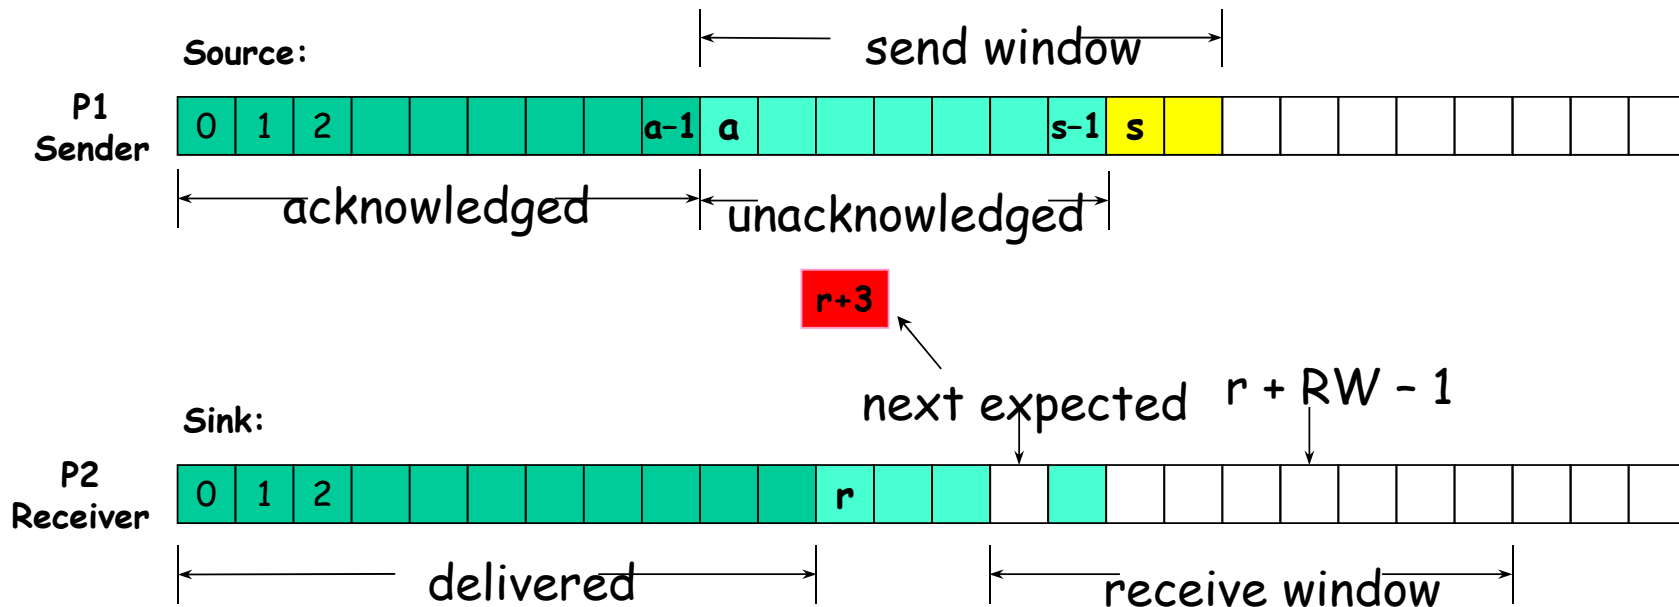 Source:
send window
P1
Sender
0 1 2 a-1 a s-1 s
acknowledged
unacknowledged
r+3
next expected
r + RW - 1
Sink:
P2
Receiver
0 1 2 r
delivered
receive window